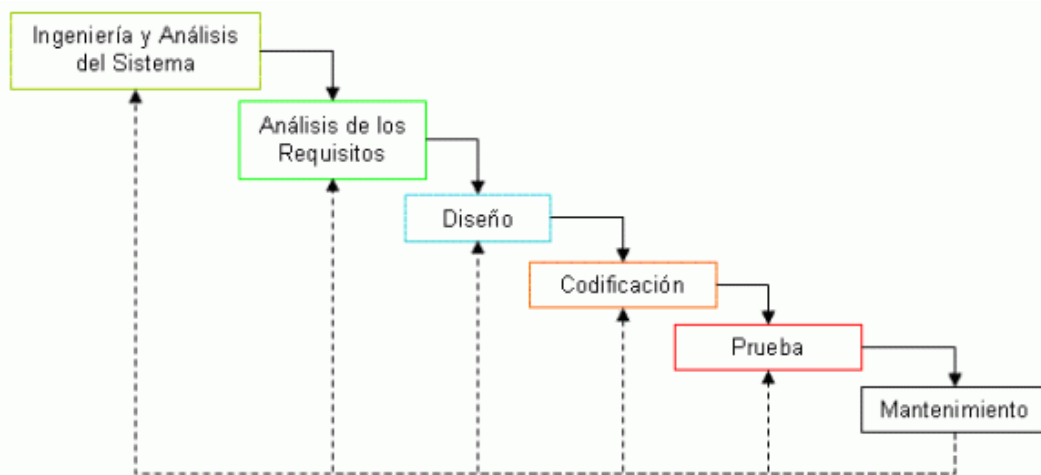 Ingeniería y Análisis
del Sistema
Análisis de los
Requisitos
Diseño
Codificación
Prueba
Mantenimiento